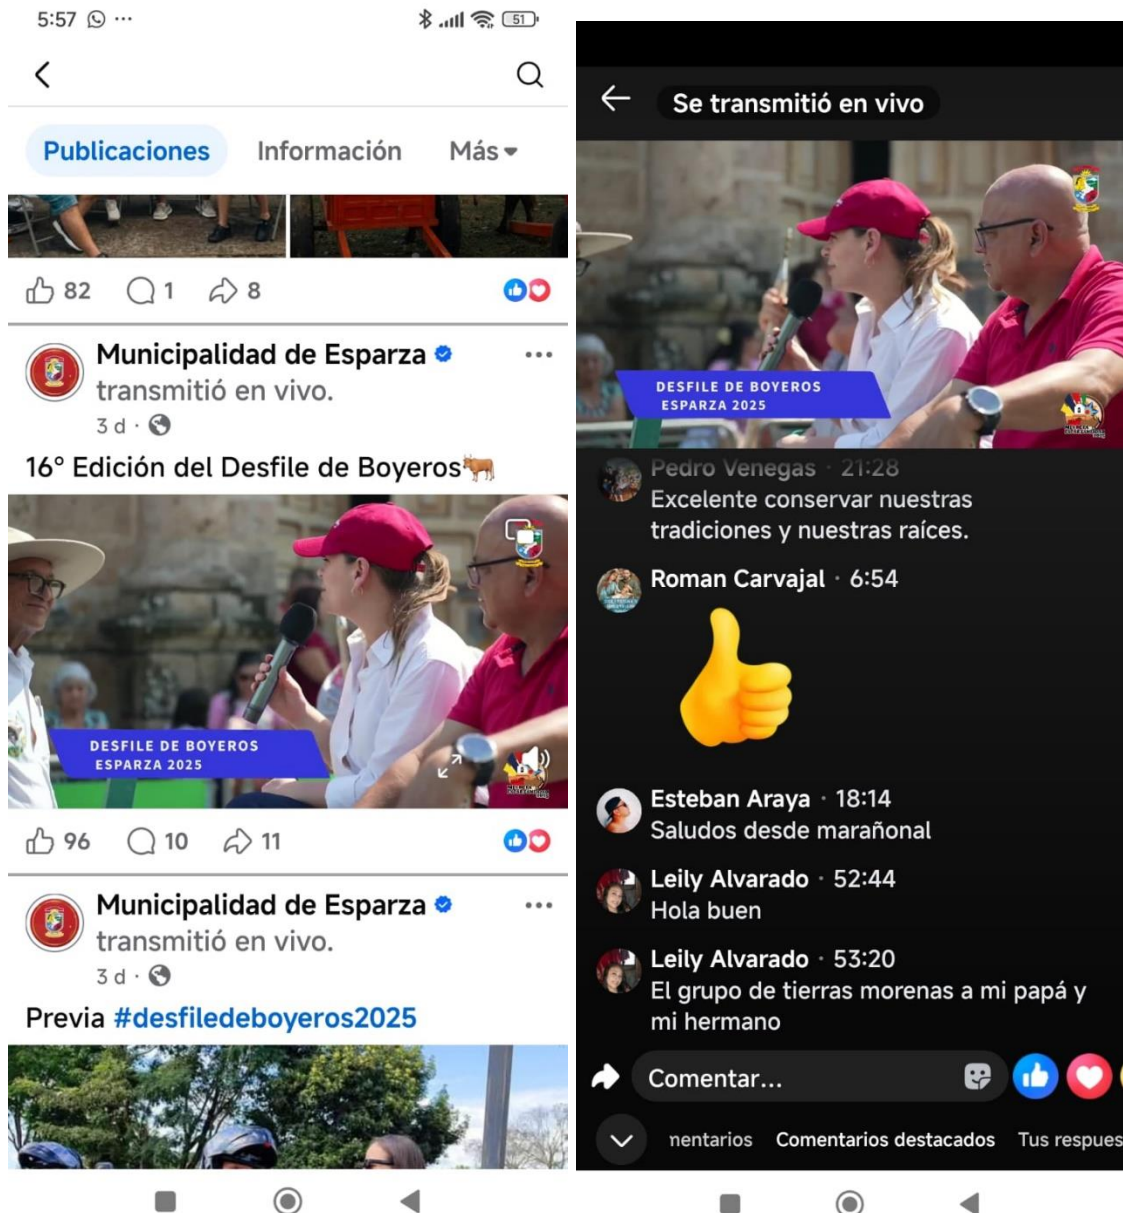 5:57
51
Publicaciones Información Más
82 1 8
Municipalidad de Esparza
transmitió en vivo.
3 d
16° Edición del Desfile de Boyeros
DESFILE DE BOYEROS
ESPARZA 2025
96 10 11
Municipalidad de Esparza
transmitió en vivo.
3 d
Previa #desfiledeboyeros2025
Se transmitió en vivo
DESFILE DE BOYEROS
ESPARZA 2025
Pedro Venegas · 21:28
Excelente conservar nuestras
tradiciones y nuestras raíces.
Roman Carvajal · 6:54
Esteban Araya · 18:14
Saludos desde marañonal
Leily Alvarado · 52:44
Hola buen
Leily Alvarado · 53:20
El grupo de tierras morenas a mi papá y
mi hermano
Comentar...
nentarios Comentarios destacados Tus respues